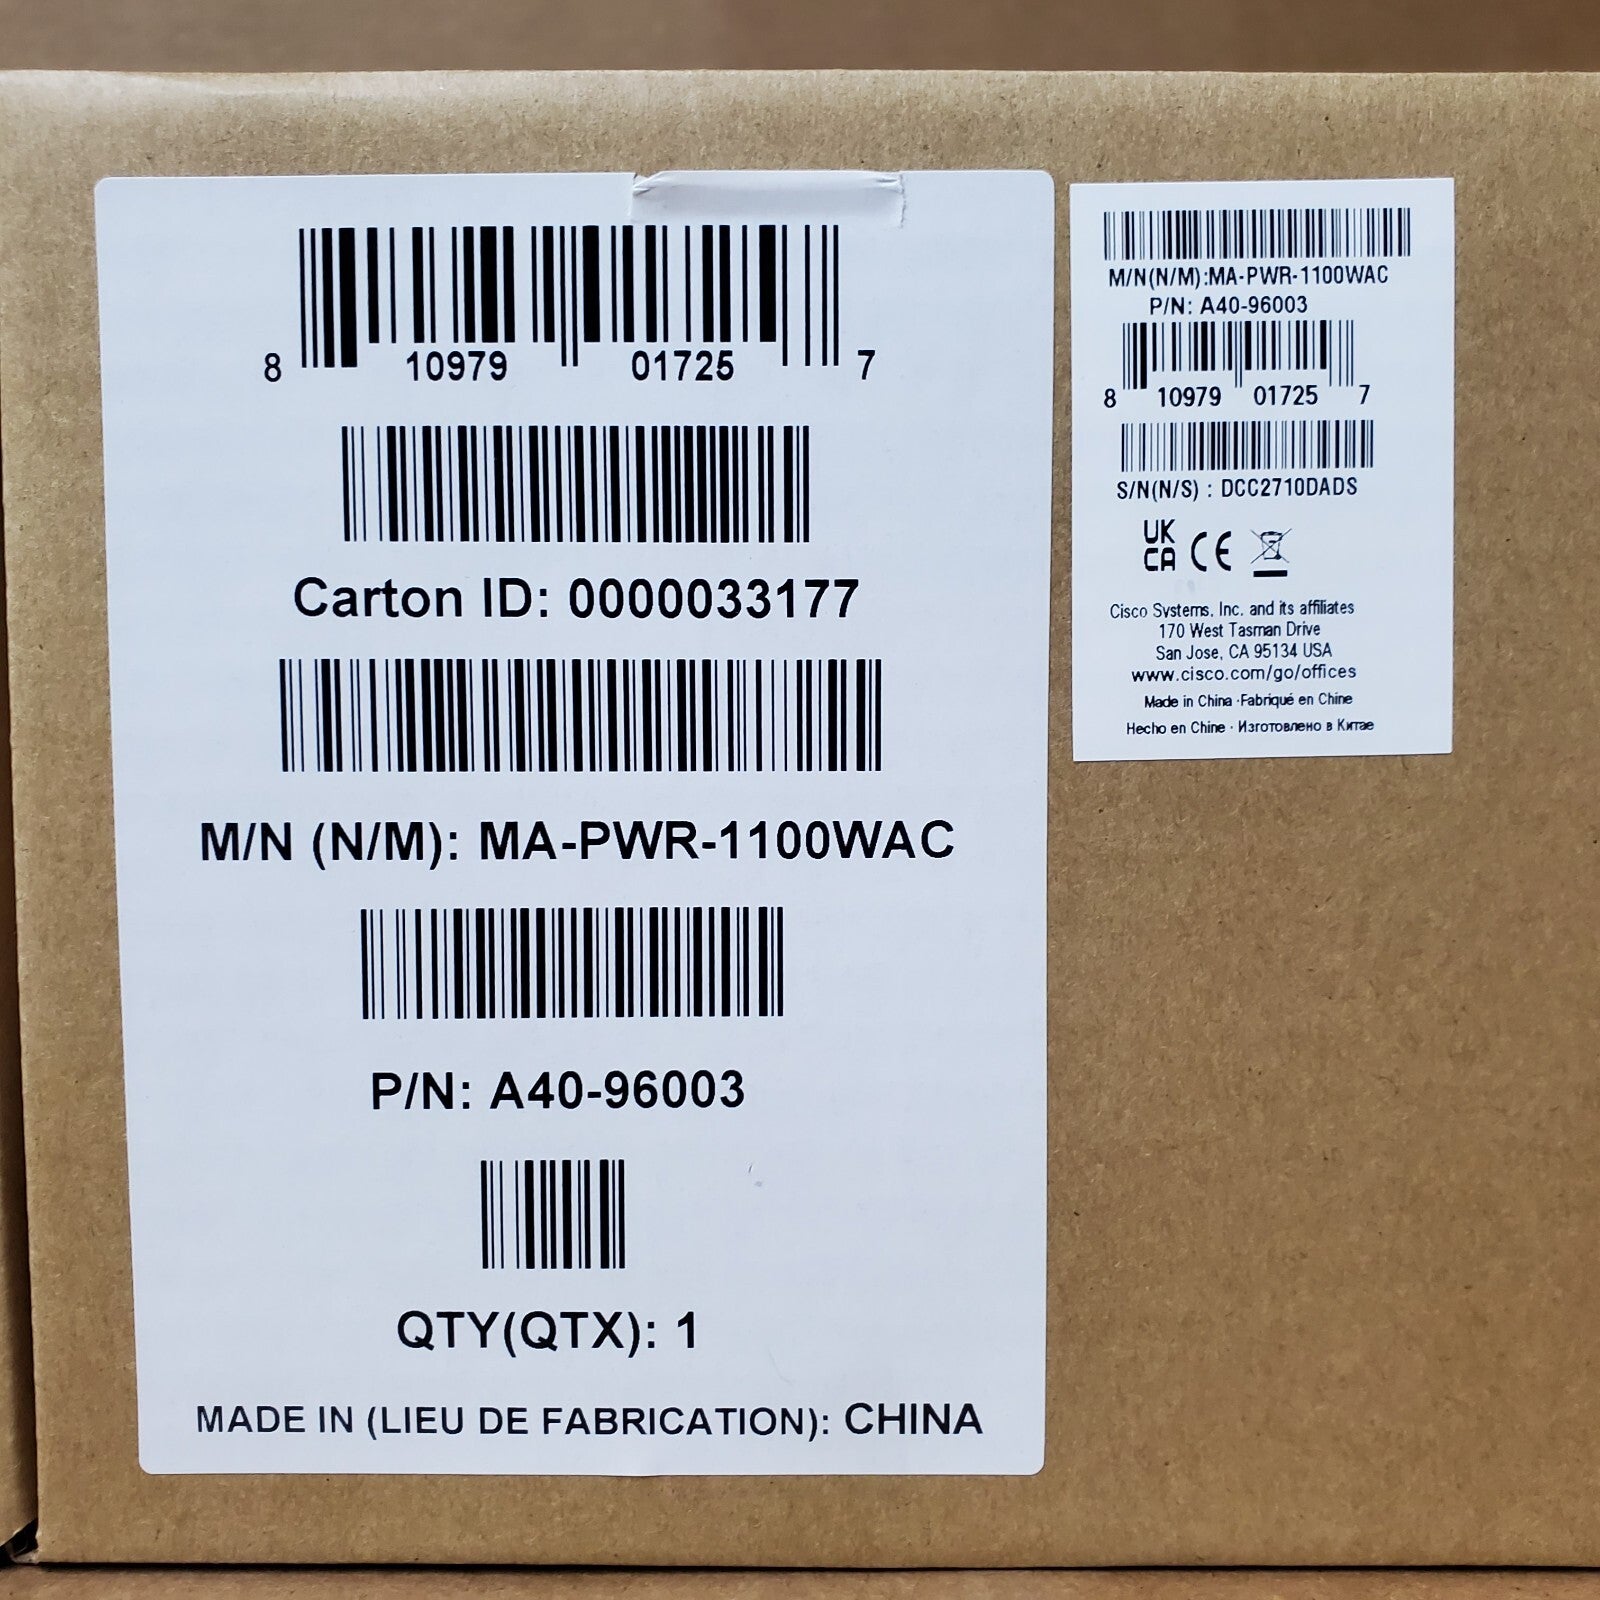 8 10979 01725 7
Carton ID: 0000033177
M/N (N/M): MA-PWR-1100WAC
P/N: A40-96003
QTY(QTX): 1
MADE IN (LIEU DE FABRICATION): CHINA
M/N(N/M):MA-PWR-1100WAC
P/N: A40-96003
8 10979 01725 7
S/N(N/S) : DCC2710DADS
UK
CA CE
Cisco Systems, Inc. and its affiliates
170 West Tasman Drive
San Jose, CA 95134 USA
www.cisco.com/go/offices
Made in China ·Fabriqué en Chine
Hecho en Chine · Изготовлено в Китае